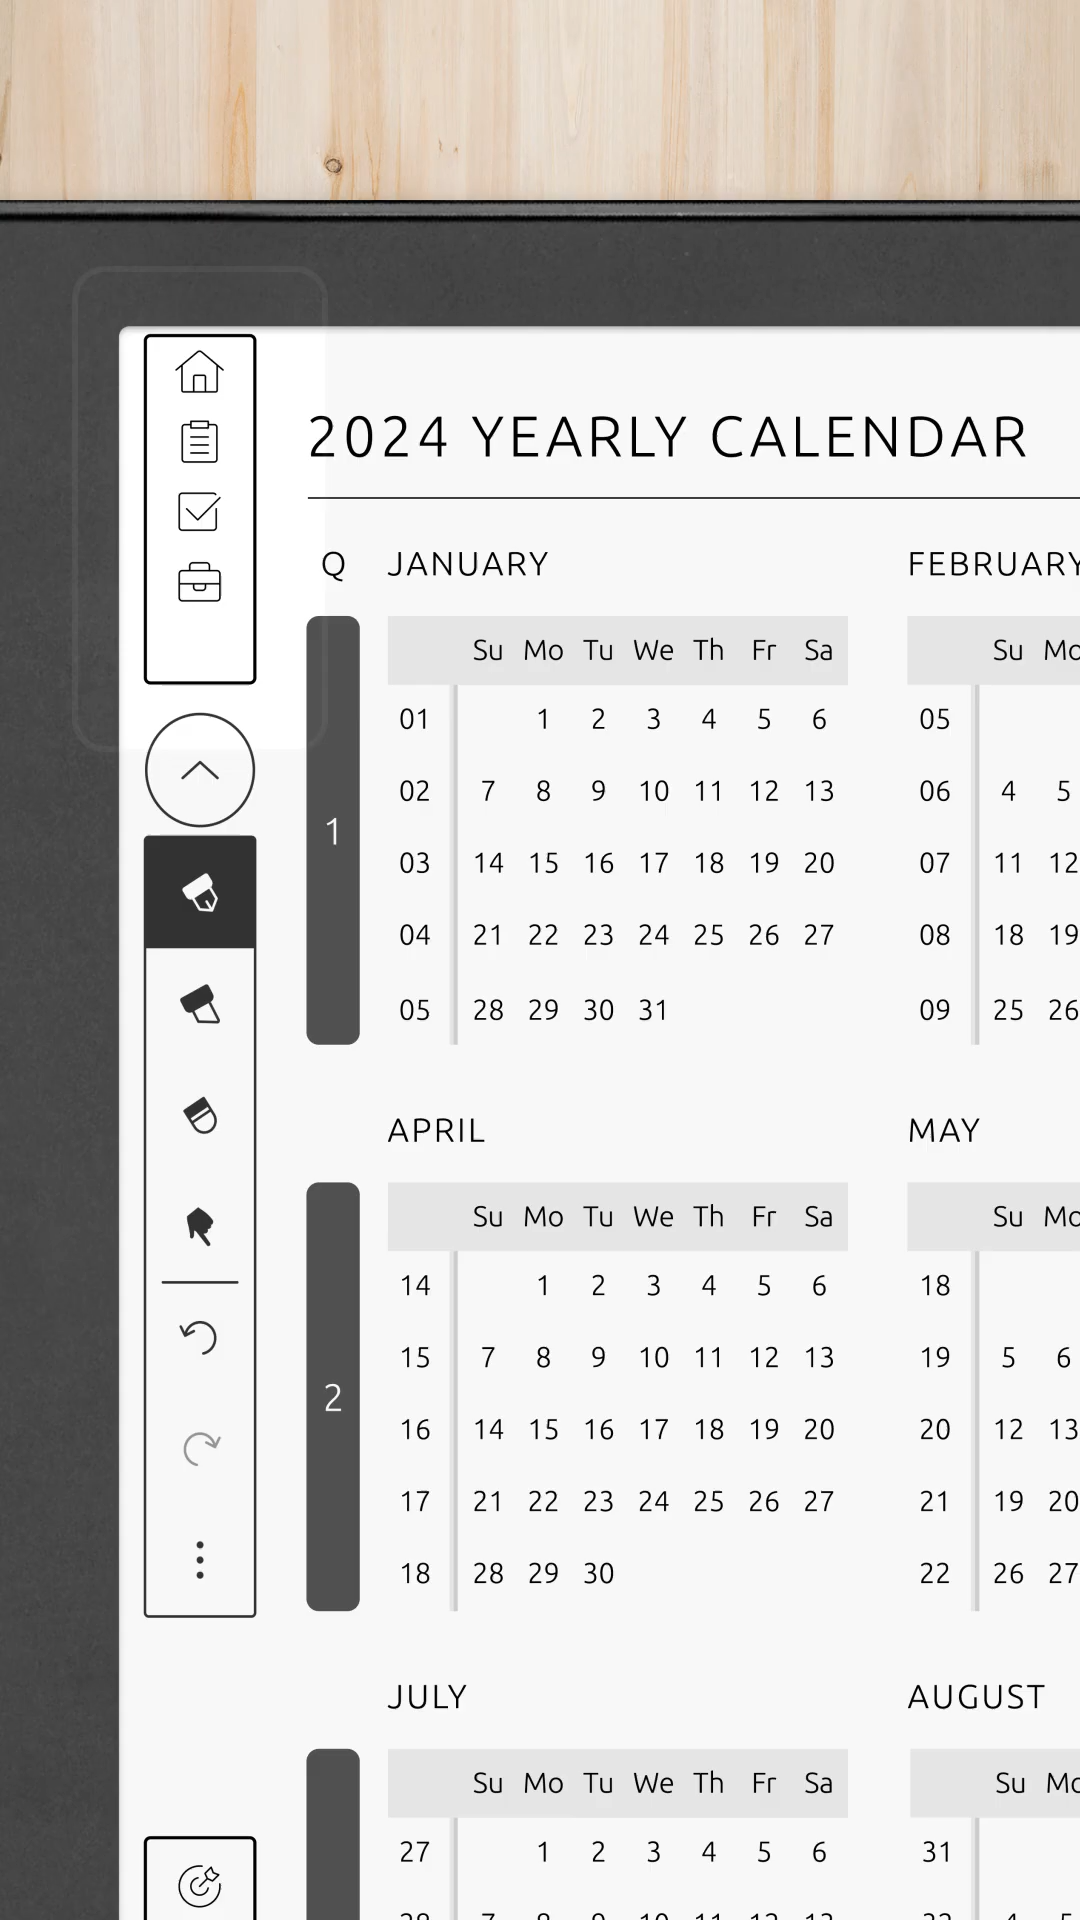 2024 YEARLY CALENDAR
Q JANUARY FEBRUARY
Su Mo Tu We Th Fr Sa Su Mo
01 1 2 3 4 5 6 05
02 7 8 9 10 11 12 13 06 4 5
1
03 14 15 16 17 18 19 20 07 11 12
04 21 22 23 24 25 26 27 08 18 19
05 28 29 30 31 09 25 26
APRIL MAY
Su Mo Tu We Th Fr Sa Su Mo
14 1 2 3 4 5 6 18
15 7 8 9 10 11 12 13 19 5 6
2
16 14 15 16 17 18 19 20 20 12 13
17 21 22 23 24 25 26 27 21 19 20
18 28 29 30 22 26 27
JULY AUGUST
Su Mo Tu We Th Fr Sa Su Mo
27 1 2 3 4 5 6 31